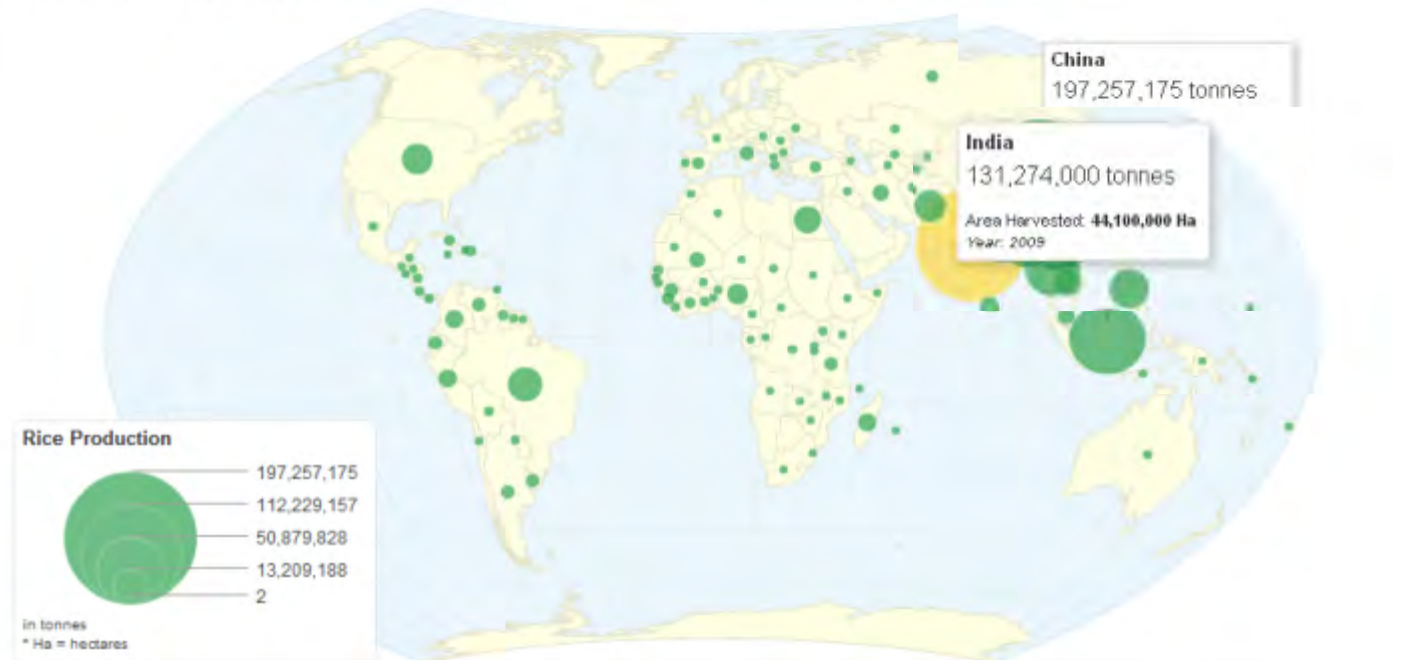 China
197,257,175 tonnes
India
131,274,000 tonnes
Area Harvested: 44,100,000 Ha
Year: 2009
Rice Production
197,257,175
112,229,157
50,879,828
13,209,188
2
in tonnes
* Ha = hectares